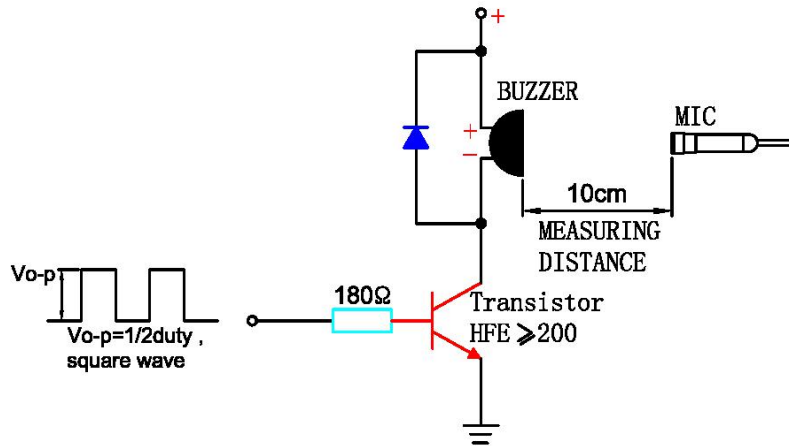 +
BUZZER
+
−
MIC
10cm
MEASURING
DISTANCE
Vo-p
180Ω
Transistor
HFE ⩾200
Vo-p=1/2duty ,
square wave